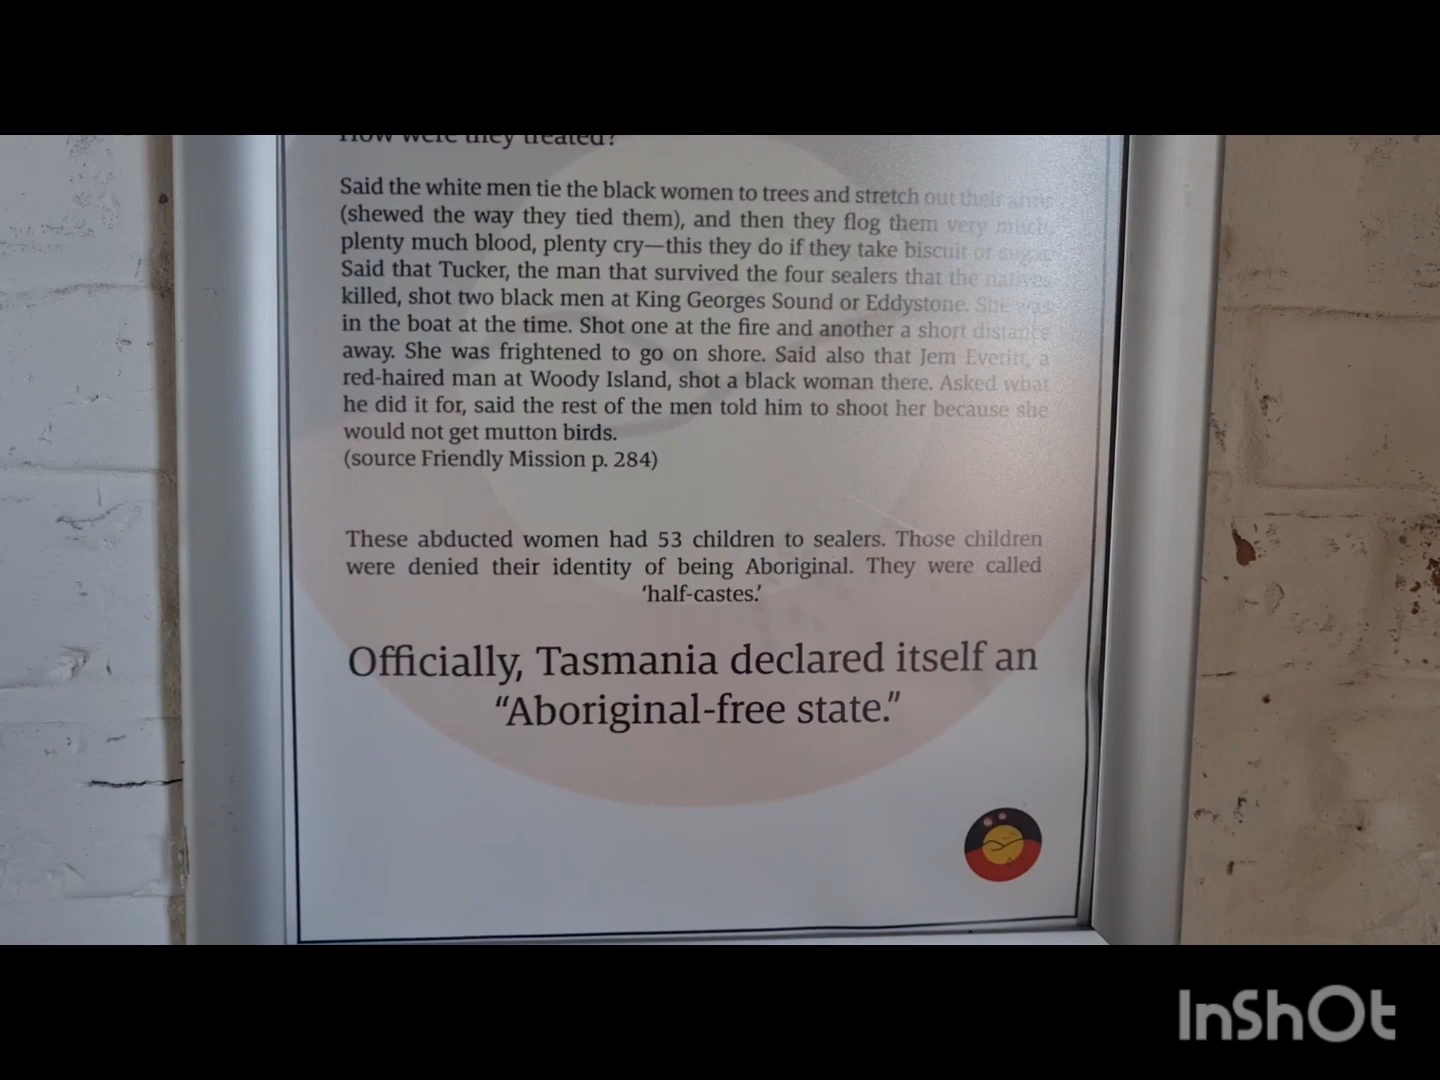 How were they treated?
Said the white men tie the black women to trees and stretch out their arms
(shewed the way they tied them), and then they flog them very much,
plenty much blood, plenty cry—this they do if they take biscuit or sugar.
Said that Tucker, the man that survived the four sealers that the natives
killed, shot two black men at King Georges Sound or Eddystone. She was
in the boat at the time. Shot one at the fire and another a short distance
away. She was frightened to go on shore. Said also that Jem Everitt, a
red-haired man at Woody Island, shot a black woman there. Asked what
he did it for, said the rest of the men told him to shoot her because she
would not get mutton birds.
(source Friendly Mission p. 284)
These abducted women had 53 children to sealers. Those children
were denied their identity of being Aboriginal. They were called
‘half-castes.’
Officially, Tasmania declared itself an
“Aboriginal-free state.”
InShOt